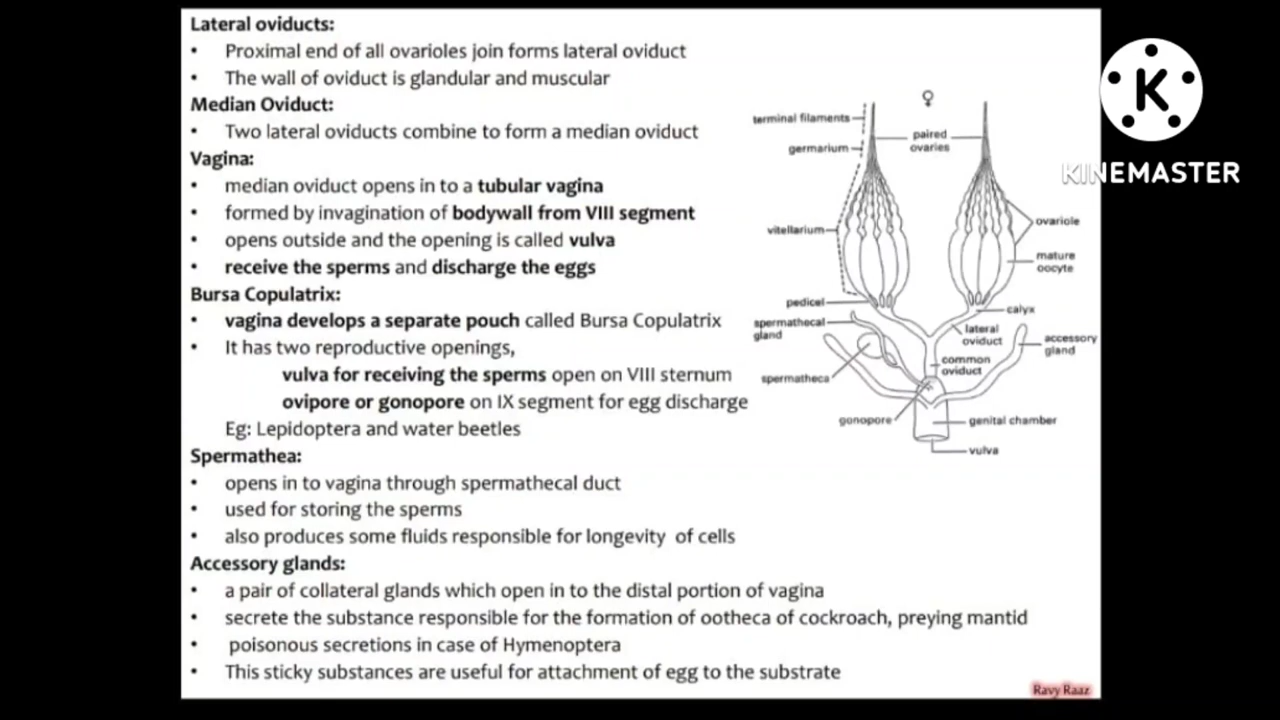 Lateral oviducts:
• Proximal end of all ovarioles join forms lateral oviduct
• The wall of oviduct is glandular and muscular
Median Oviduct:
• Two lateral oviducts combine to form a median oviduct
Vagina:
• median oviduct opens in to a tubular vagina
• formed by invagination of bodywall from VIII segment
• opens outside and the opening is called vulva
• receive the sperms and discharge the eggs
Bursa Copulatrix:
• vagina develops a separate pouch called Bursa Copulatrix
• It has two reproductive openings,
vulva for receiving the sperms open on VIII sternum
ovipore or gonopore on IX segment for egg discharge
Eg: Lepidoptera and water beetles
Spermathea:
• opens in to vagina through spermathecal duct
• used for storing the sperms
• also produces some fluids responsible for longevity of cells
Accessory glands:
• a pair of collateral glands which open in to the distal portion of vagina
• secrete the substance responsible for the formation of ootheca of cockroach, preying mantid
• poisonous secretions in case of Hymenoptera
• This sticky substances are useful for attachment of egg to the substrate
♀
terminal filaments
paired
ovaries
germarium
ovariole
vitellarium
mature
oocyte
pedicel
calyx
spermathecal
gland
lateral
oviduct
accessory
gland
common
oviduct
spermatheca
gonopore
genital chamber
vulva
K
KINEMASTER
Ravy Raaz